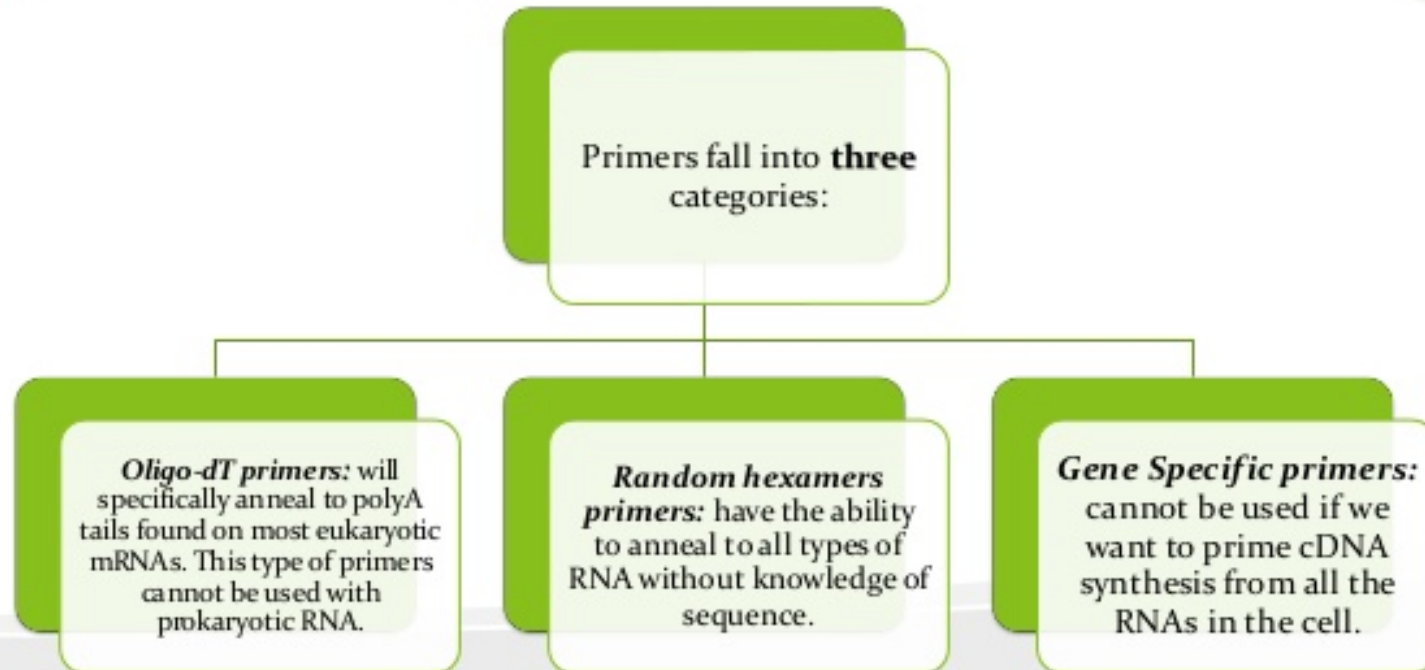 Primers fall into three
categories:
Oligo-dT primers: will
specifically anneal to polyA
tails found on most eukaryotic
mRNAs. This type of primers
cannot be used with
prokaryotic RNA.
Random hexamers
primers: have the ability
to anneal to all types of
RNA without knowledge of
sequence.
Gene Specific primers:
cannot be used if we
want to prime cDNA
synthesis from all the
RNAs in the cell.